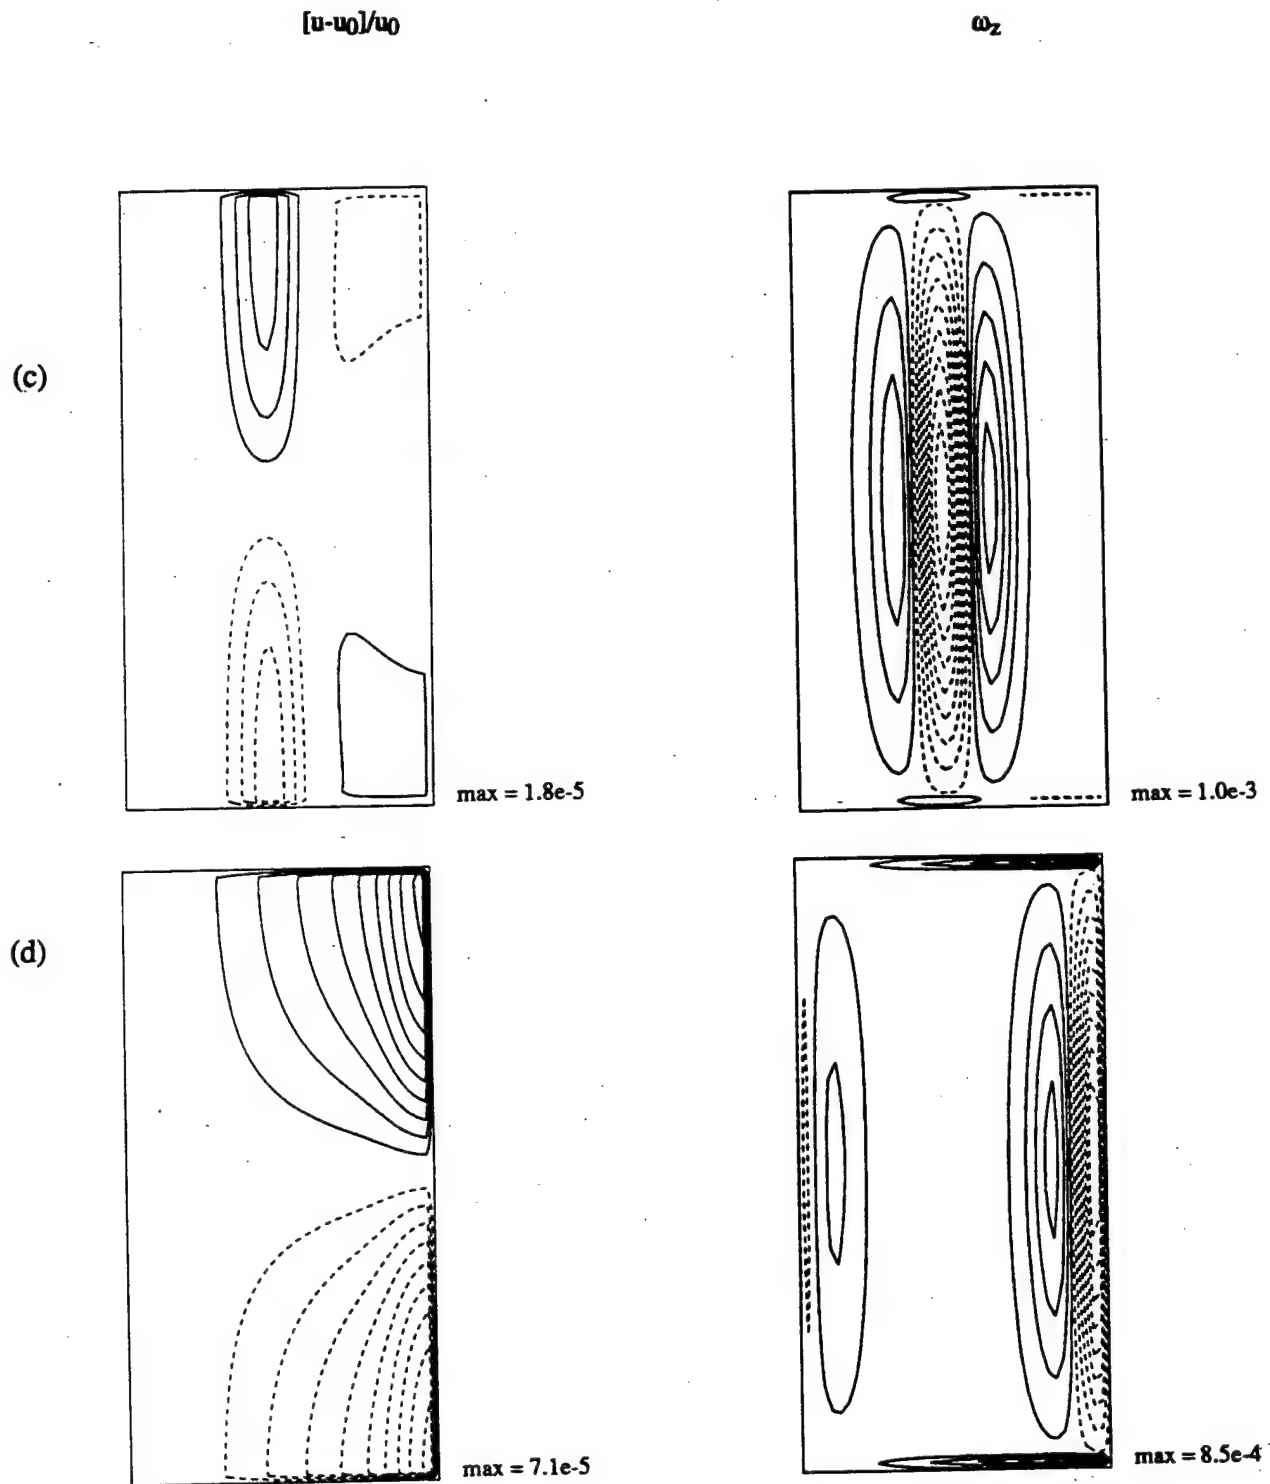 [u-u0]/u0
ωz
(c)
max = 1.8e-5
max = 1.0e-3
(d)
max = 7.1e-5
max = 8.5e-4